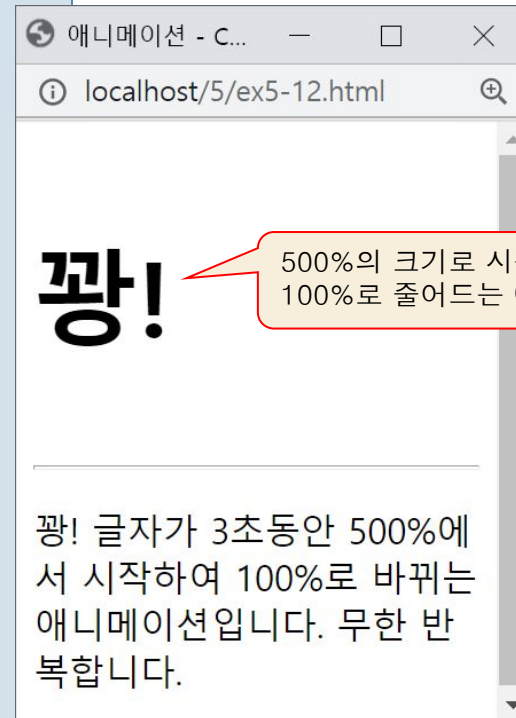 애니메이션 - C...
localhost/5/ex5-12.html
꽝!
500%의 크기로
100%로 줄어드는
꽝! 글자가 3초동안 500%에
서 시작하여 100%로 바뀌는
애니메이션입니다. 무한 반
복합니다.